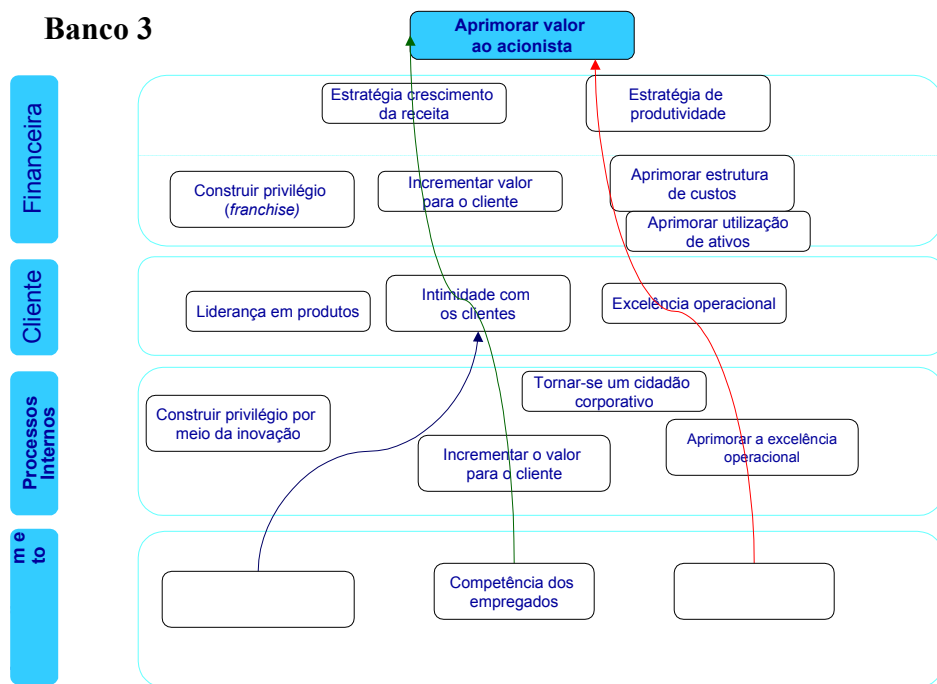 Banco 3
Aprimorar valor
ao acionista
Financeira
Estratégia crescimento
da receita
Estratégia de
produtividade
Construir privilégio
(franchise)
Incrementar valor
para o cliente
Aprimorar estrutura
de custos
Aprimorar utilização
de ativos
Cliente
Liderança em produtos
Intimidade com
os clientes
Excelência operacional
Processos
Internos
Tornar-se um cidadão
corporativo
Construir privilégio por
meio da inovação
Incrementar o valor
para o cliente
Aprimorar a excelência
operacional
m e
to
Competência dos
empregados